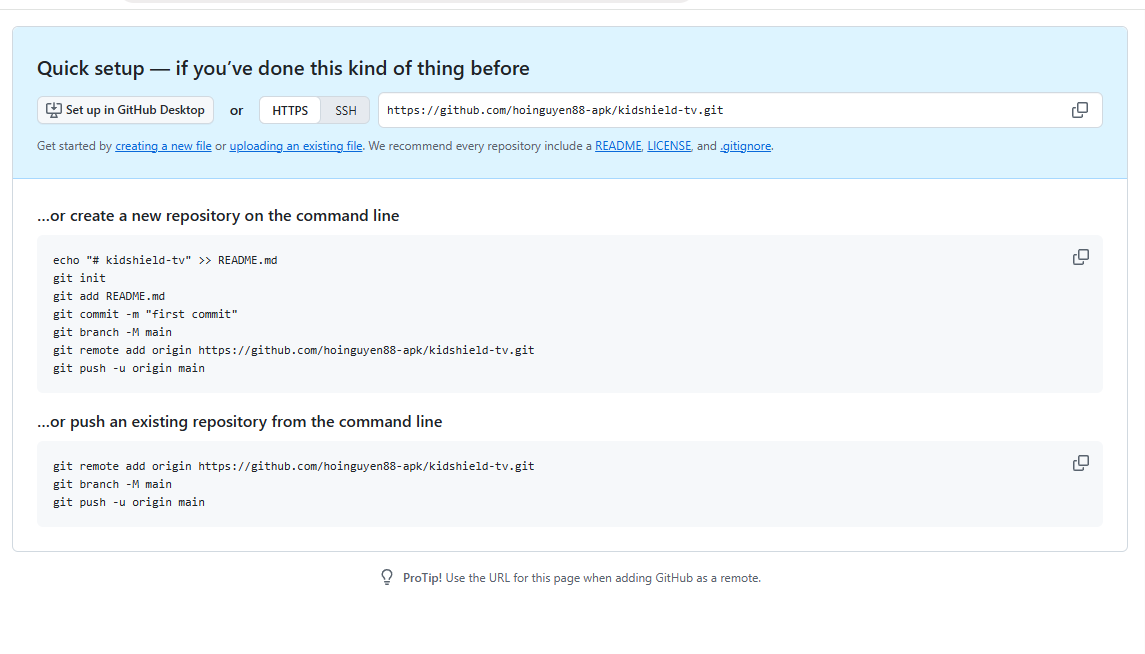 Quick setup — if you’ve done this kind of thing before
Set up in GitHub Desktop or HTTPS SSH https://github.com/hoinguyen88-apk/kidshield-tv.git
Get started by creating a new file or uploading an existing file. We recommend every repository include a README, LICENSE, and .gitignore.
…or create a new repository on the command line
echo "# kidshield-tv" >> README.md
git init
git add README.md
git commit -m "first commit"
git branch -M main
git remote add origin https://github.com/hoinguyen88-apk/kidshield-tv.git
git push -u origin main
…or push an existing repository from the command line
git remote add origin https://github.com/hoinguyen88-apk/kidshield-tv.git
git branch -M main
git push -u origin main
ProTip! Use the URL for this page when adding GitHub as a remote.